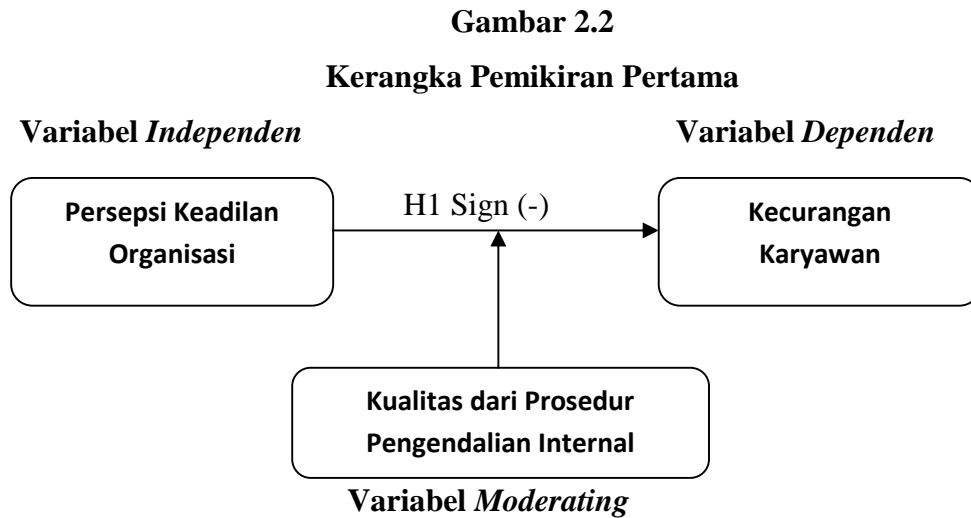 Gambar 2.2
Kerangka Pemikiran Pertama
Variabel Independen
Variabel Dependen
Persepsi Keadilan
Organisasi
H1 Sign (-)
Kecurangan
Karyawan
Kualitas dari Prosedur
Pengendalian Internal
Variabel Moderating